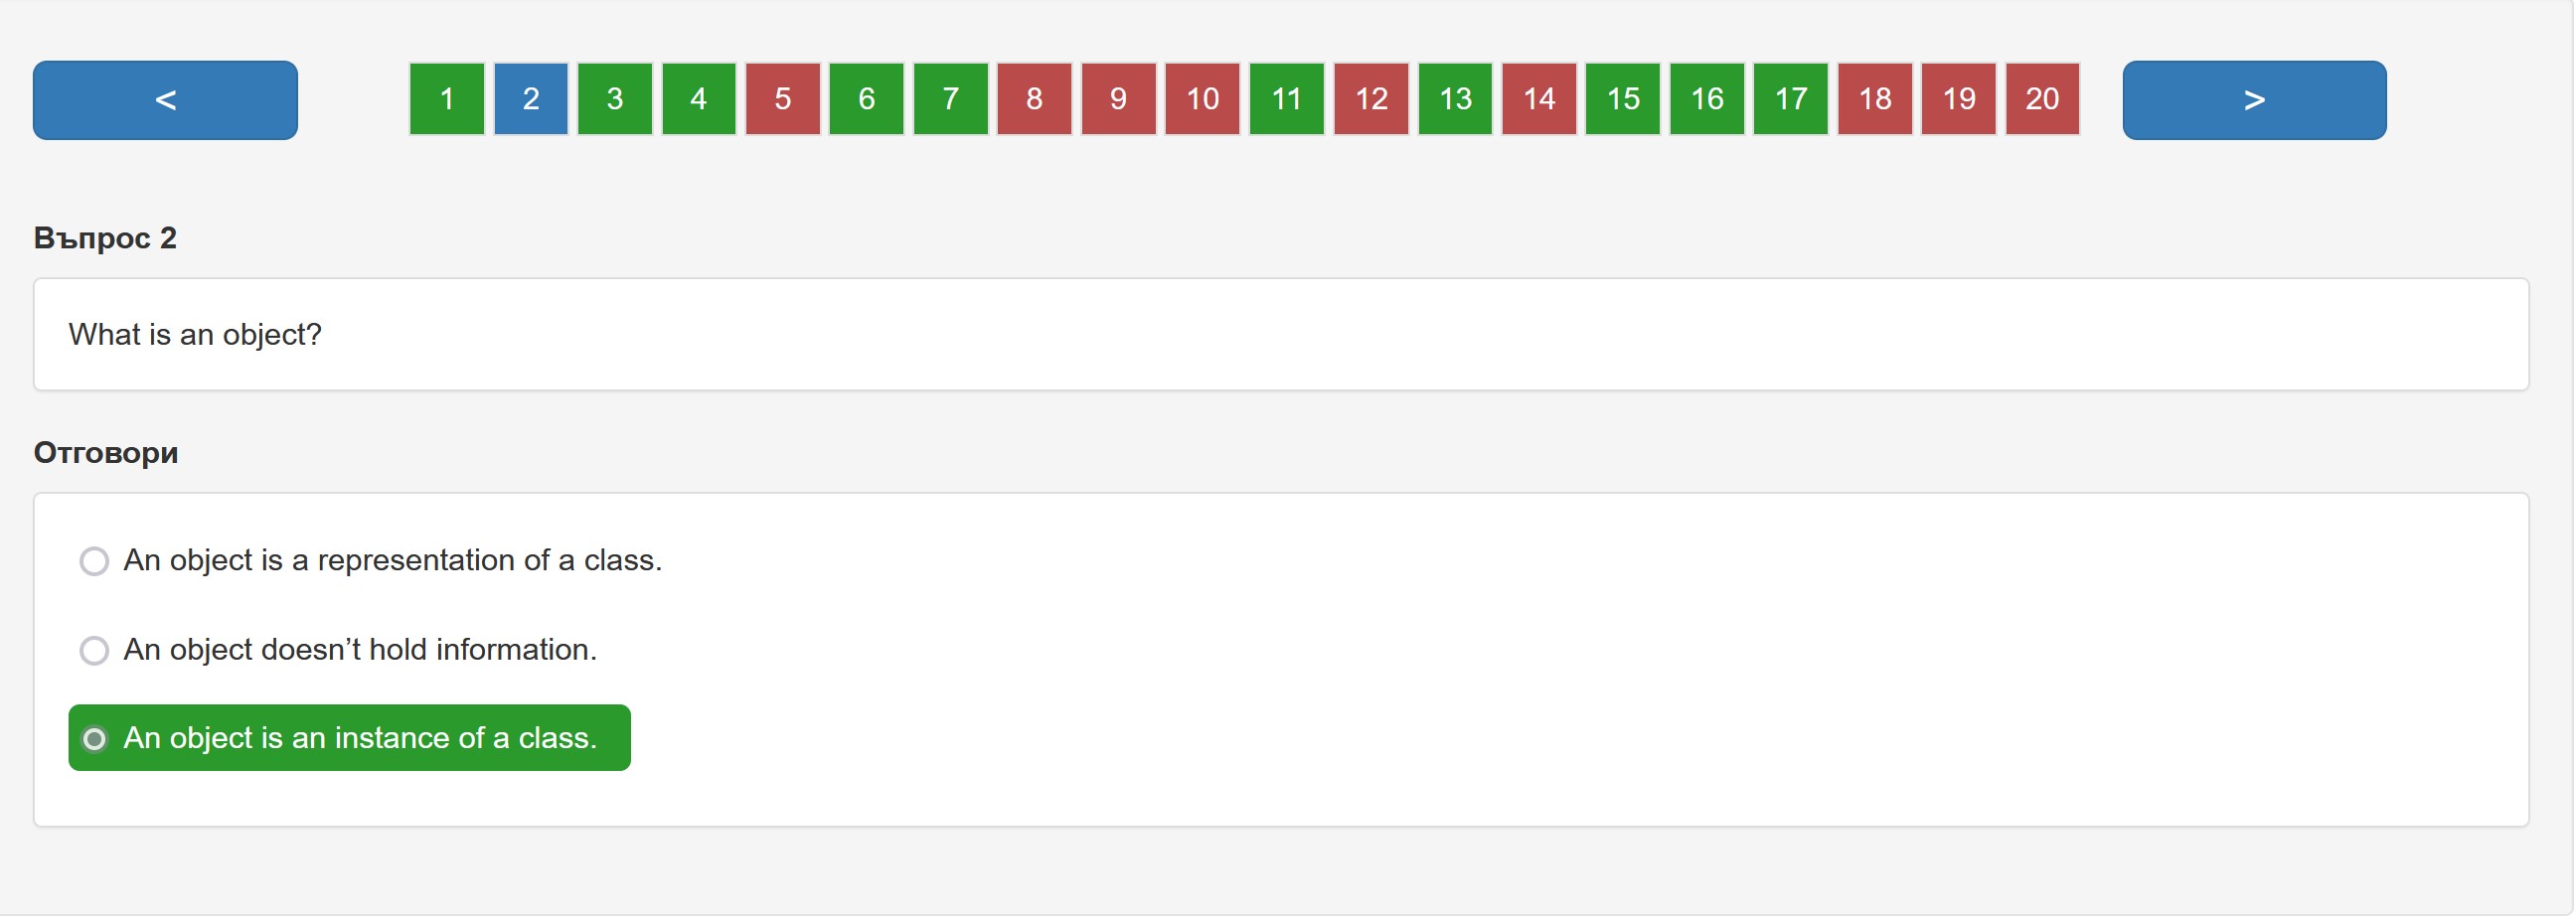 < 1 2 3 4 5 6 7 8 9 10 11 12 13 14 15 16 17 18 19 20 >
Въпрос 2
What is an object?
Отговори
An object is a representation of a class.
An object doesn’t hold information.
An object is an instance of a class.